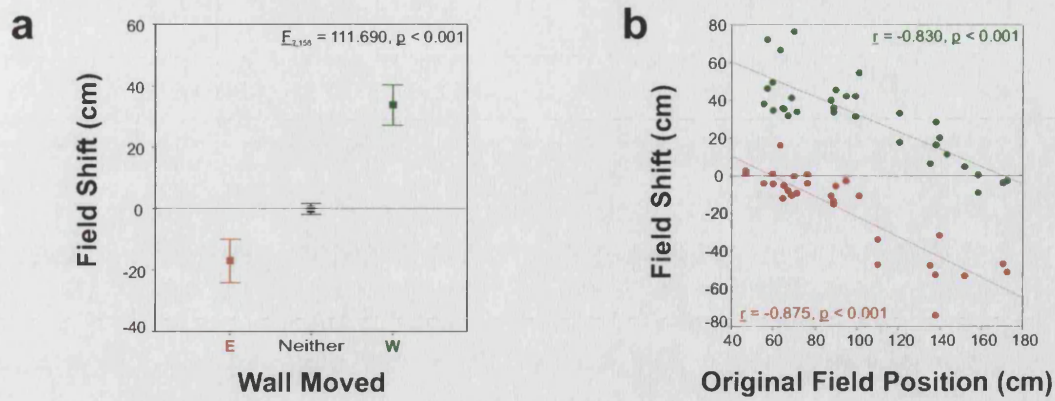 a
Field Shift (cm)
60
40
20
0
-20
-40
F2,156 = 111.690, p < 0.001
E
Neither
W
Wall Moved
b
Field Shift (cm)
80
60
40
20
0
-20
-40
-60
-80
r = -0.830, p < 0.001
r = -0.875, p < 0.001
40 60 80 100 120 140 160 180
Original Field Position (cm)